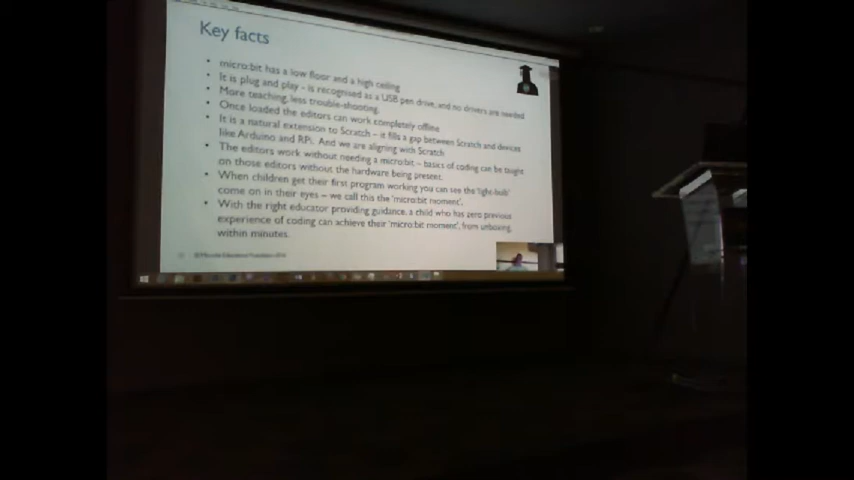 Key facts
• micro:bit has a low floor and a high ceiling
• It is plug and play - is recognised as a USB pen drive, and no drivers are needed
• More teaching, less trouble-shooting.
• Once loaded the editors can work completely offline
• It is a natural extension to Scratch – it fills a gap between Scratch and devices
like Arduino and RPi. And we are aligning with Scratch
• The editors work without needing a micro:bit – basics of coding can be taught
on those editors without the hardware being present.
• When children get their first program working you can see the 'light-bulb'
come on in their eyes – we call this the 'micro:bit moment'.
• With the right educator providing guidance, a child who has zero previous
experience of coding can achieve their 'micro:bit moment', from unboxing,
within minutes.